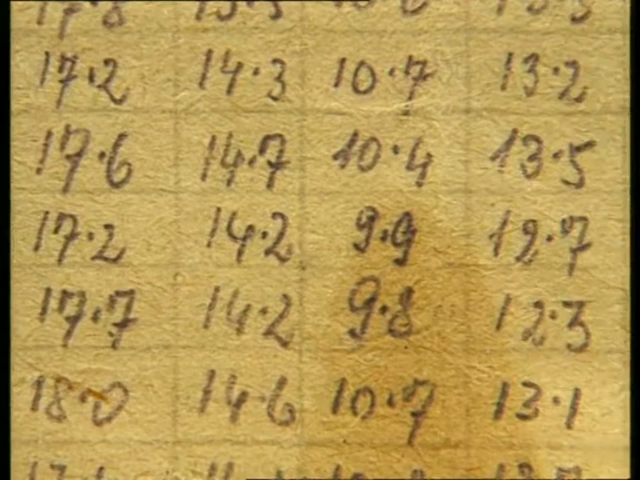 17.2 14.3 10.7 13.2
17.6 14.7 10.4 13.5
17.2 14.2 9.9 12.7
17.7 14.2 9.8 12.3
18.0 14.6 10.7 13.1